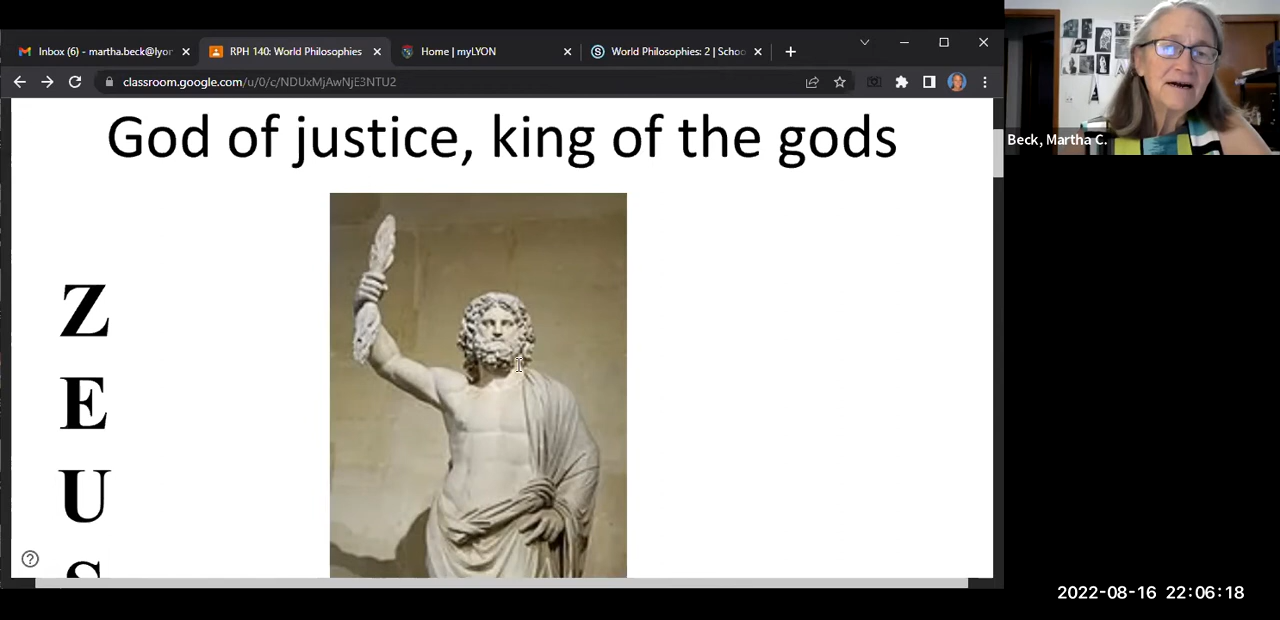 Inbox (6) - martha.beck@lyor
RPH 140: World Philosophies
Home | myLYON
World Philosophies: 2 | Schoo
classroom.google.com/u/0/c/NDUxMjAwNjE3NTU2
God of justice, king of the gods
Beck, Martha C.
Z
E
U
S
2022-08-16 22:06:18